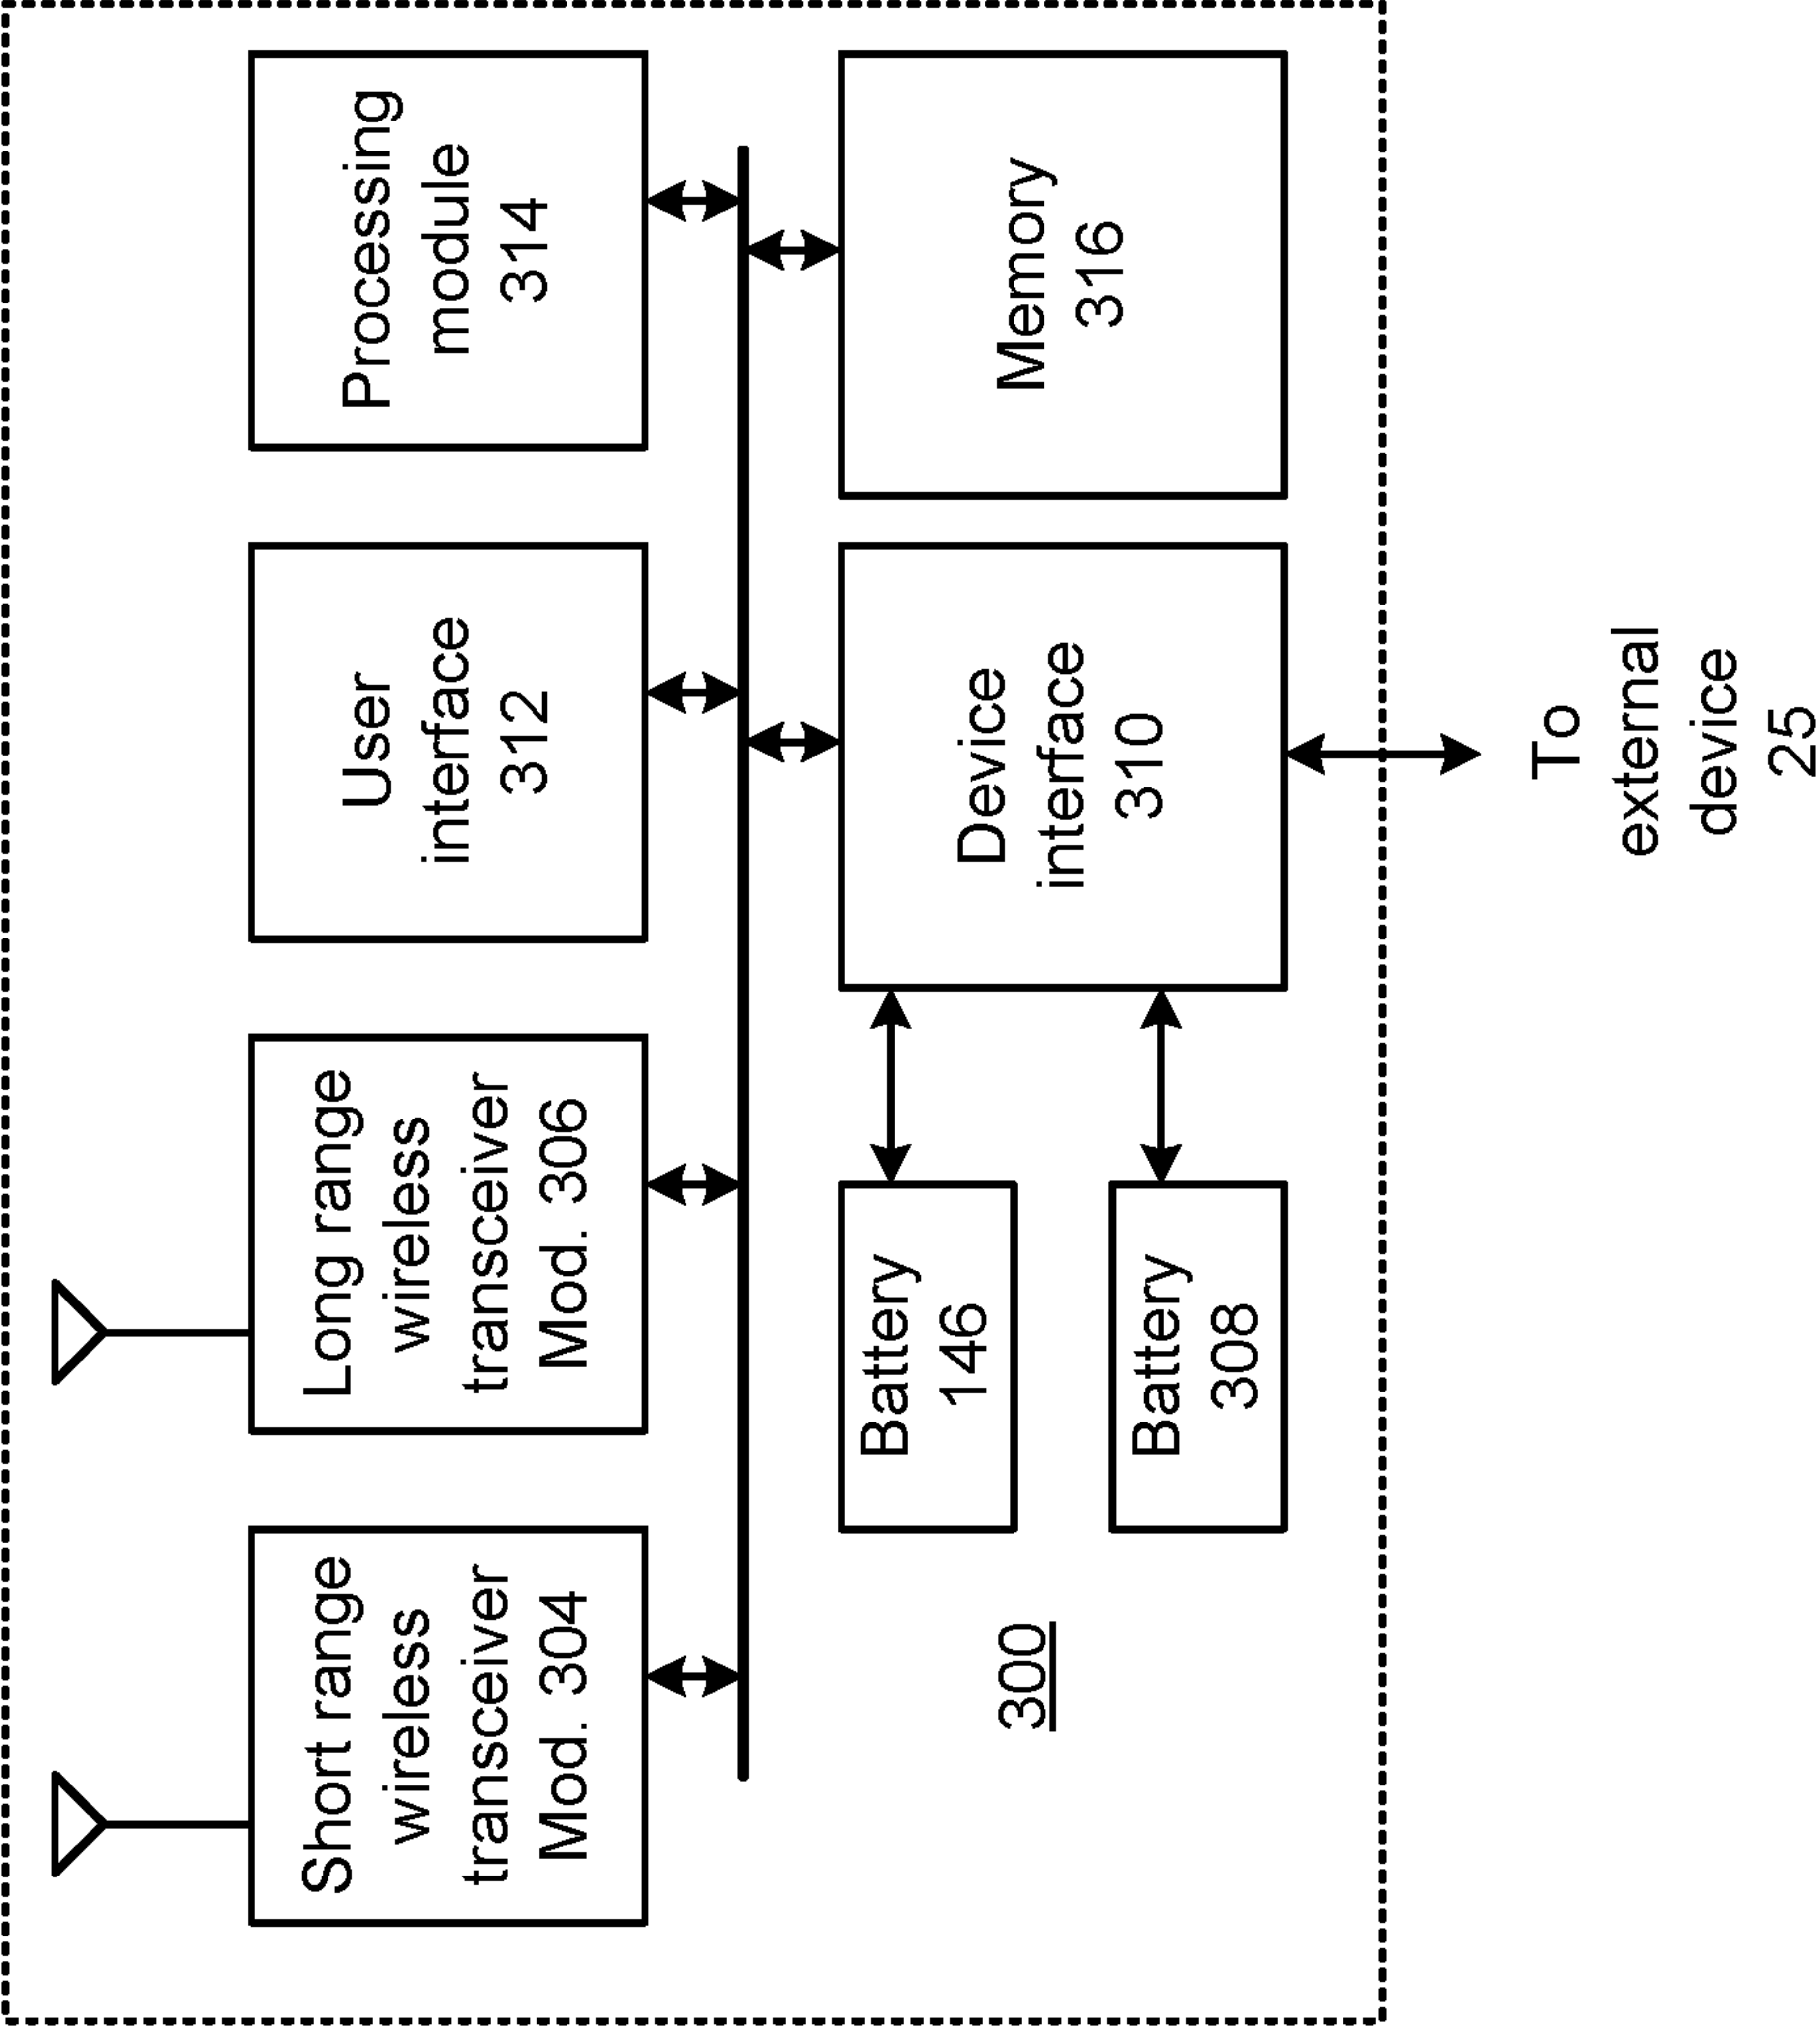 Short range
wireless
transceiver
Mod. 304
Long range
wireless
transceiver
Mod. 306
User
interface
312
Processing
module
314
300
Battery
146
Battery
308
Device
interface
310
Memory
316
To
external
device
25